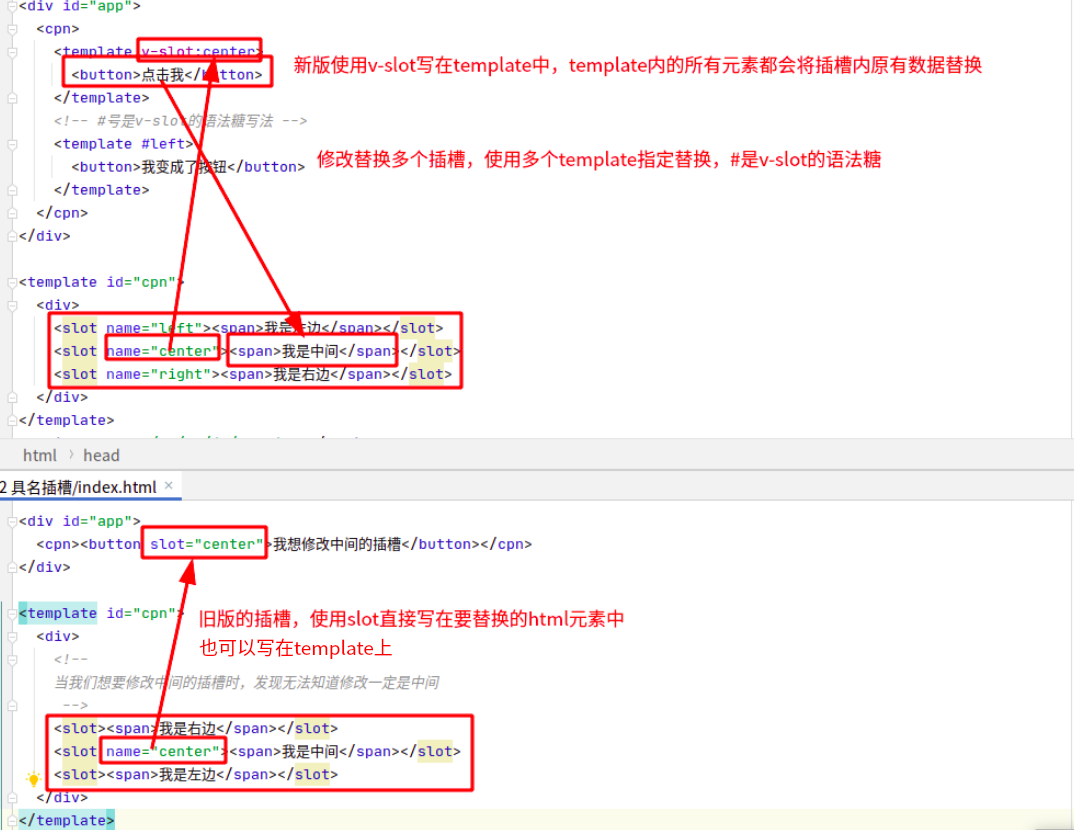 <div id="app">
<cpn>
<template v-slot:center>
<button>点击我</button>
新版使用v-slot写在template中，template内的所有元素都会将插槽内原有数据替换
</template>
<!-- #号是v-slot的语法糖写法 -->
<template #left>
<button>我变成了按钮</button>
修改替换多个插槽，使用多个template指定替换，#是v-slot的语法糖
</template>
</cpn>
</div>
<template id="cpn">
<div>
<slot name="left"><span>我是左边</span></slot>
<slot name="center"><span>我是中间</span></slot>
<slot name="right"><span>我是右边</span></slot>
</div>
</template>
html › head
2 具名插槽/index.html ×
<div id="app">
<cpn><button slot="center">我想修改中间的插槽</button></cpn>
</div>
<template id="cpn">
旧版的插槽，使用slot直接写在要替换的html元素中
也可以写在template上
<div>
<!--
当我们想要修改中间的插槽时，发现无法知道修改一定是中间
-->
<slot><span>我是右边</span></slot>
<slot name="center"><span>我是中间</span></slot>
<slot><span>我是左边</span></slot>
</div>
</template>